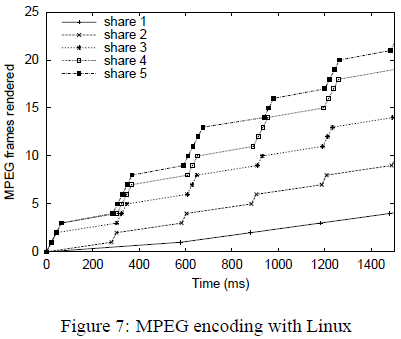 25
20
15
10
5
0
MPEG frames rendered
share 1
share 2
share 3
share 4
share 5
0 200 400 600 800 1000 1200 1400
Time (ms)
Figure 7: MPEG encoding with Linux